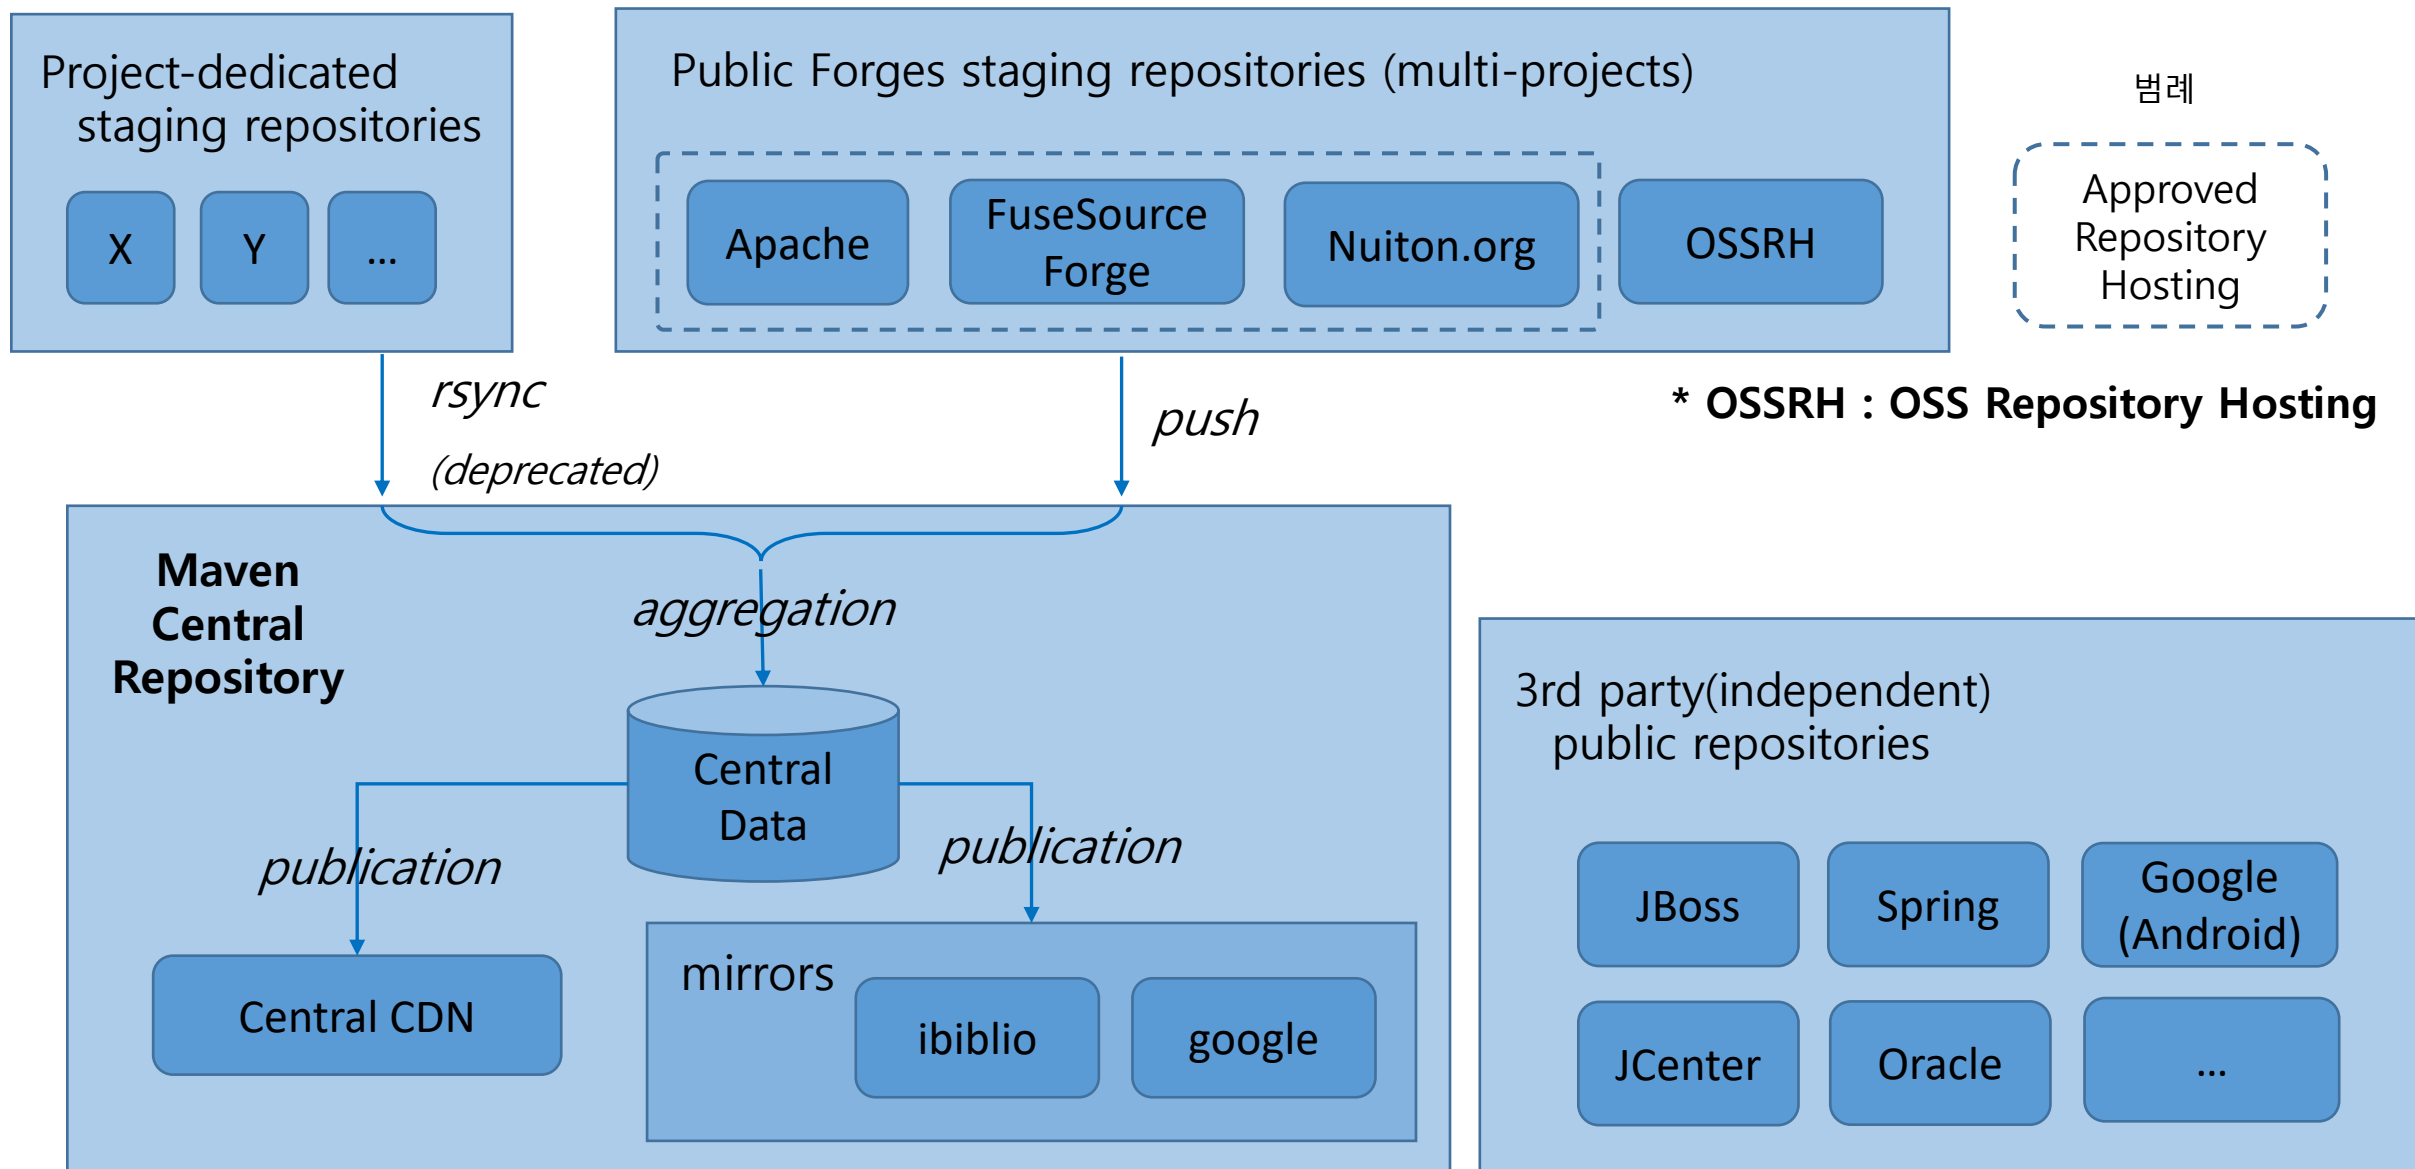 Project-dedicated
staging repositories
X
Y
...
Public Forges staging repositories (multi-projects)
Apache
FuseSource
Forge
Nuiton.org
OSSRH
범례
Approved
Repository
Hosting
* OSSRH : OSS Repository Hosting
rsync
(deprecated)
push
Maven
Central
Repository
aggregation
Central
Data
publication
publication
Central CDN
mirrors
ibiblio
google
3rd party(independent)
public repositories
JBoss
Spring
Google
(Android)
JCenter
Oracle
...